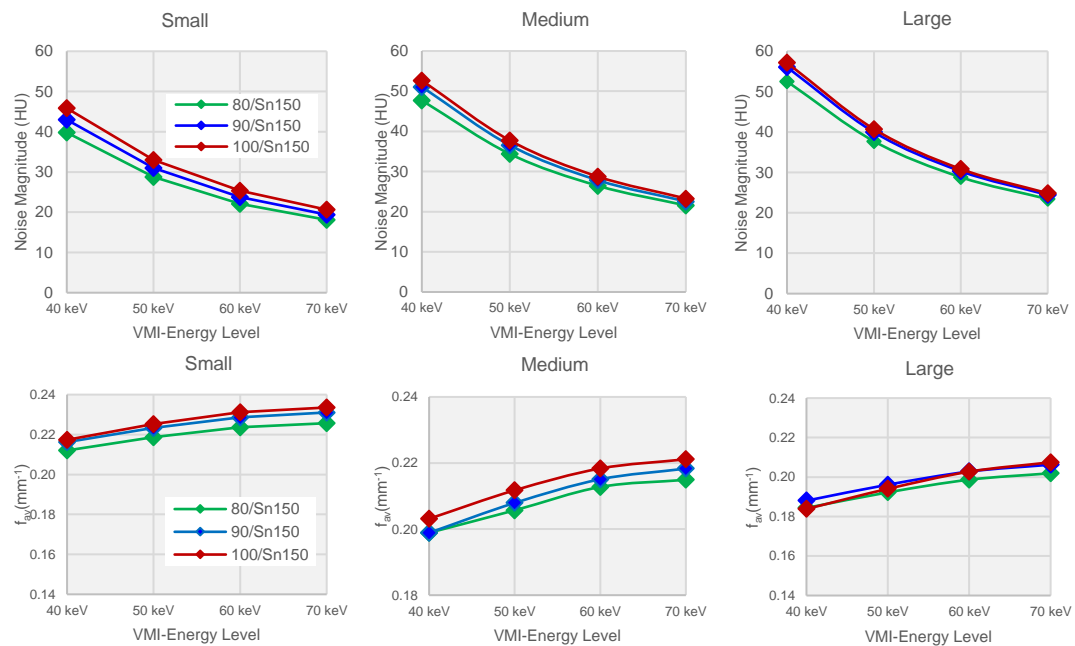 Small
Medium
Large
Noise Magnitude (HU)
60
50
40
30
20
10
0
80/Sn150
90/Sn150
100/Sn150
40 keV 50 keV 60 keV 70 keV
VMI-Energy Level
Noise Magnitude (HU)
60
50
40
30
20
10
0
40 keV 50 keV 60 keV 70 keV
VMI-Energy Level
Noise Magnitude (HU)
60
50
40
30
20
10
0
40 keV 50 keV 60 keV 70 keV
VMI-Energy Level
Small
Medium
Large
fav(mm-1)
0.24
0.22
0.20
0.18
0.16
0.14
80/Sn150
90/Sn150
100/Sn150
40 keV 50 keV 60 keV 70 keV
VMI-Energy Level
fav(mm-1)
0.24
0.22
0.20
0.18
40 keV 50 keV 60 keV 70 keV
VMI-Energy Level
fav(mm-1)
0.24
0.22
0.20
0.18
0.16
0.14
40 keV 50 keV 60 keV 70 keV
VMI-Energy Level